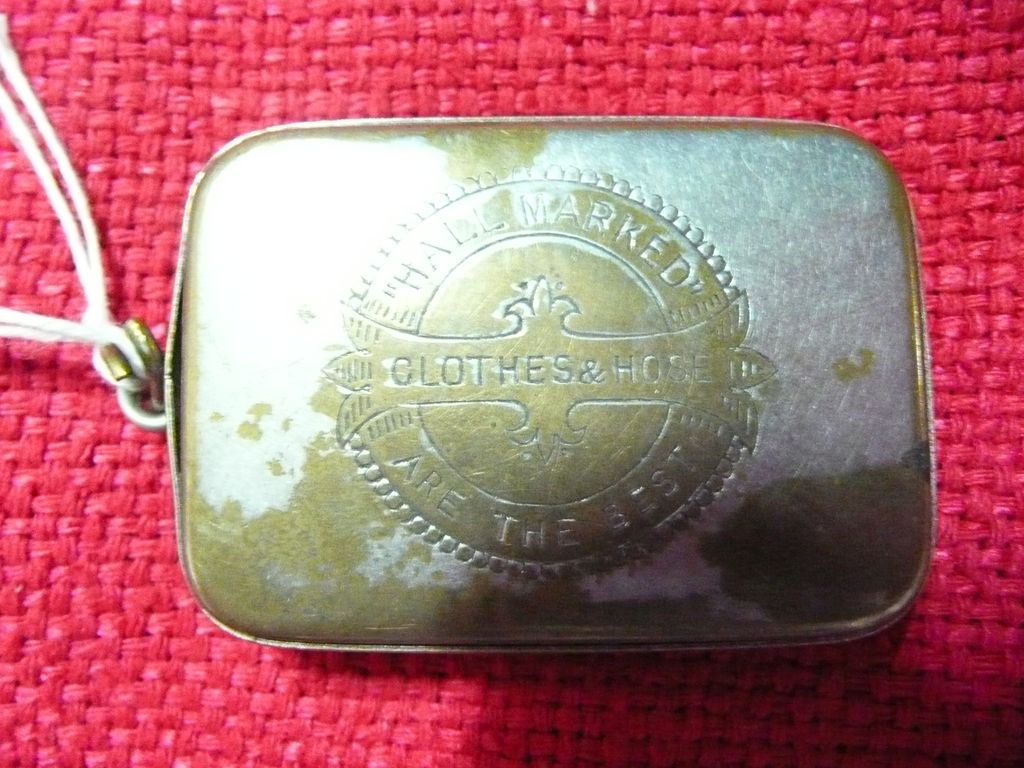 "HALL MARKED"
CLOTHES & HOSE
ARE THE BEST